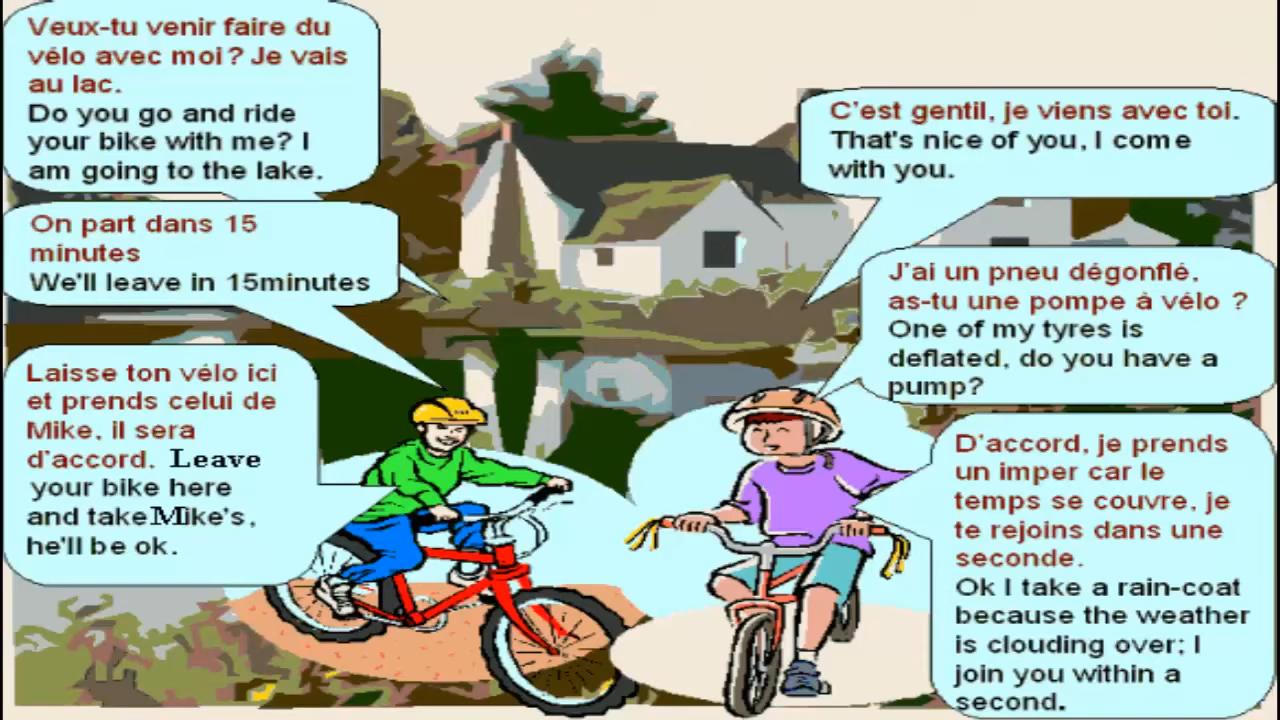 Veux-tu venir faire du
vélo avec moi? Je vais
au lac.
Do you go and ride
your bike with me? I
am going to the lake.
C'est gentil, je viens avec toi.
That's nice of you, I come
with you.
On part dans 15
minutes
We'll leave in 15minutes
J'ai un pneu dégonflé,
as-tu une pompe à vélo ?
One of my tyres is
deflated, do you have a
pump?
Laisse ton vélo ici
et prends celui de
Mike, il sera
d'accord. Leave
your bike here
and take Mike's,
he'll be ok.
D'accord, je prends
un imper car le
temps se couvre, je
te rejoins dans une
seconde.
Ok I take a rain-coat
because the weather
is clouding over; I
join you within a
second.